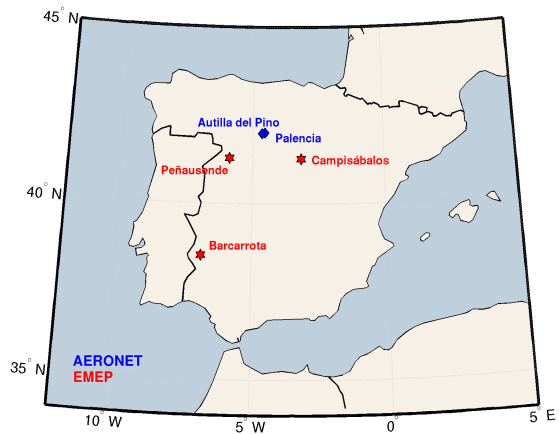 45° N
Autilla del Pino
Palencia
Peñausende
Campisábalos
40° N
Barcarrota
AERONET
EMEP
35° N
10° W
5° W
0°
5° E